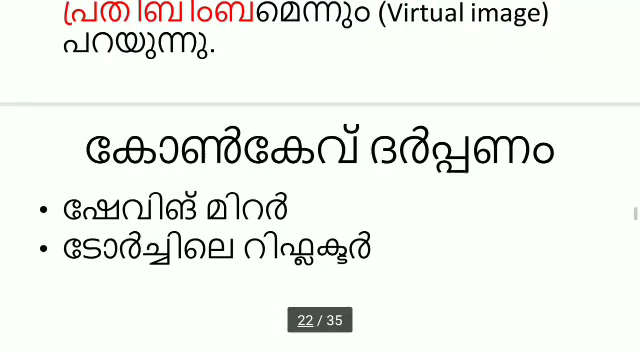 പ്രതിബിംബമെന്നും (Virtual image)
പറയുന്നു.
കോൺകേവ് ദർപ്പണം
• ഷേവിങ് മിറർ
• ടോർച്ചിലെ റിഫ്ലക്ടർ
22 / 35